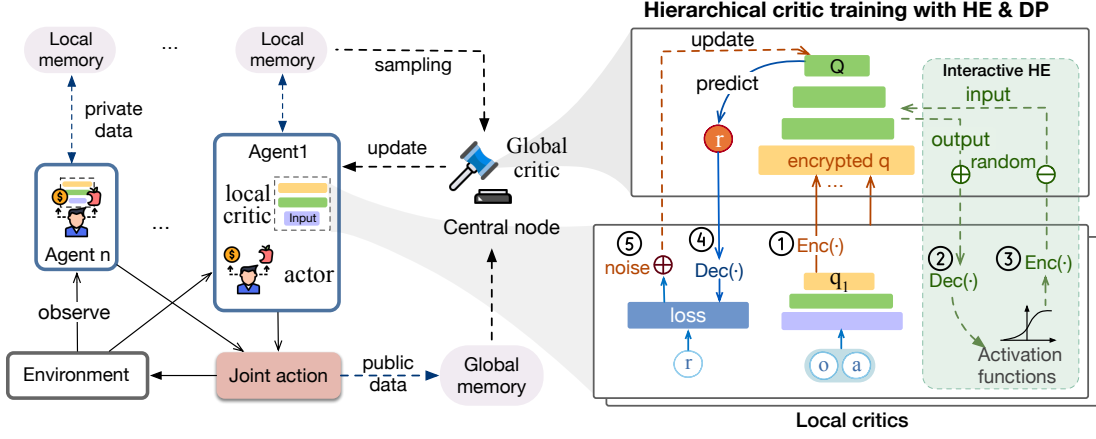 Hierarchical critic training with HE & DP
Local
memory
...
Local
memory
sampling
private
data
Agent n
...
Agent1
local
critic
Input
actor
update
Global
critic
Central node
observe
Environment
Joint action
public
data
Global
memory
update
predict
Q
r
encrypted q
...
Interactive HE
input
output
random
⑤
noise
④
Dec(·)
①
Enc(·)
②
Dec(·)
③
Enc(·)
q1
loss
r
o
a
Activation
functions
Local critics
$
$
$